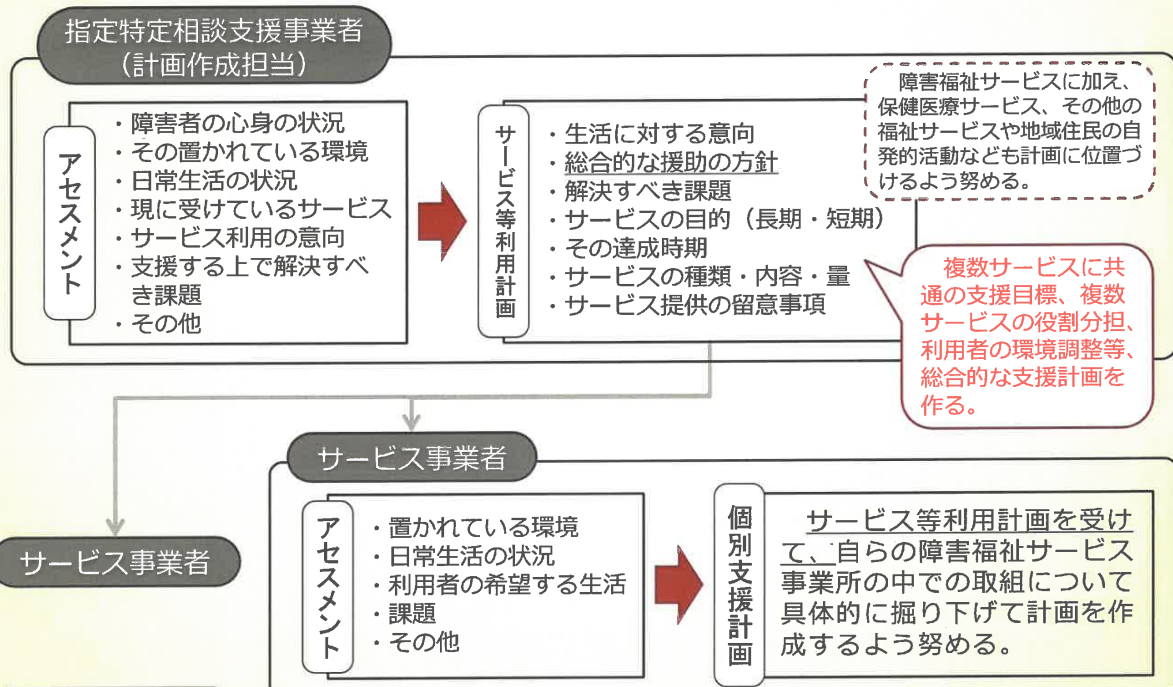 指定特定相談支援事業者
（計画作成担当）
アセスメント
・障害者の心身の状況
・その置かれている環境
・日常生活の状況
・現に受けているサービス
・サービス利用の意向
・支援する上で解決すべ
き課題
・その他
サービス等利用計画
・生活に対する意向
・総合的な援助の方針
・解決すべき課題
・サービスの目的（長期・短期）
・その達成時期
・サービスの種類・内容・量
・サービス提供の留意事項
障害福祉サービスに加え、
保健医療サービス、その他の
福祉サービスや地域住民の自
発的活動なども計画に位置づ
けるよう努める。
複数サービスに共
通の支援目標、複数
サービスの役割分担、
利用者の環境調整等、
総合的な支援計画を
作る。
サービス事業者
サービス事業者
アセスメント
・置かれている環境
・日常生活の状況
・利用者の希望する生活
・課題
・その他
個別支援計画
サービス等利用計画を受け
て、自らの障害福祉サービス
事業所の中での取組について
具体的に掘り下げて計画を作
成するよう努める。